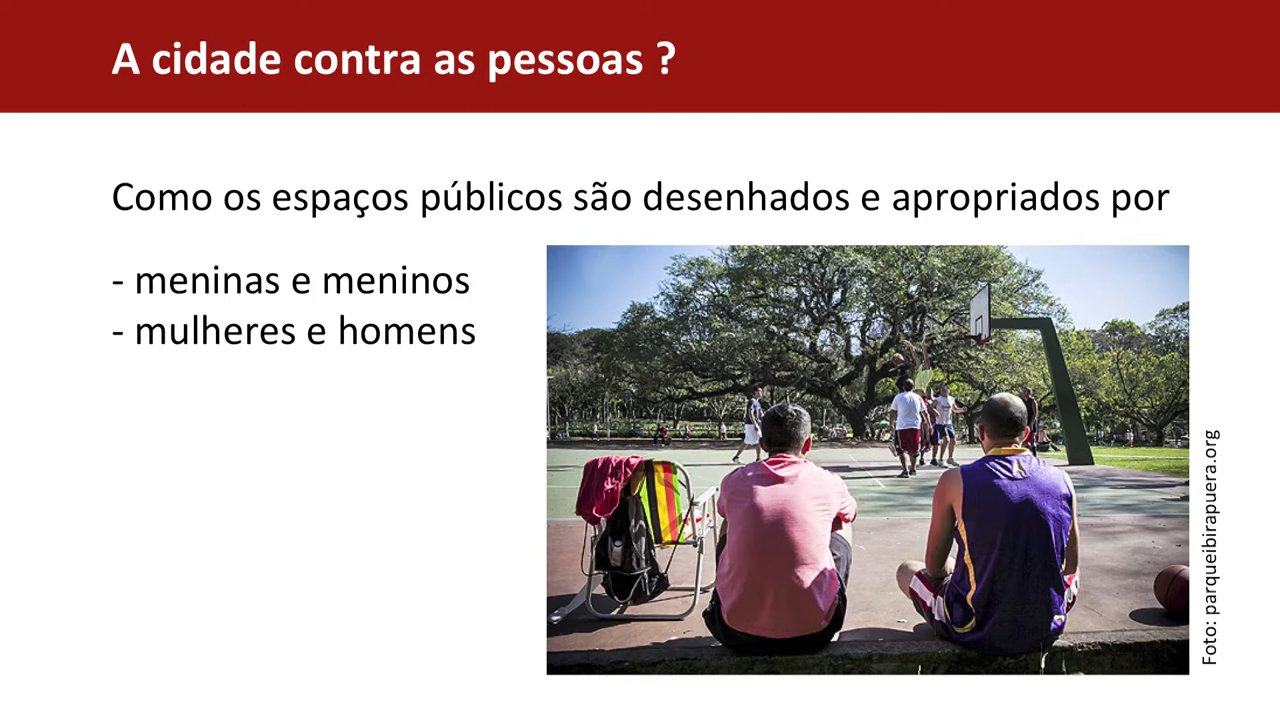 A cidade contra as pessoas ?
Como os espaços públicos são desenhados e apropriados por
- meninas e meninos
- mulheres e homens
Foto: parqueibirapuera.org